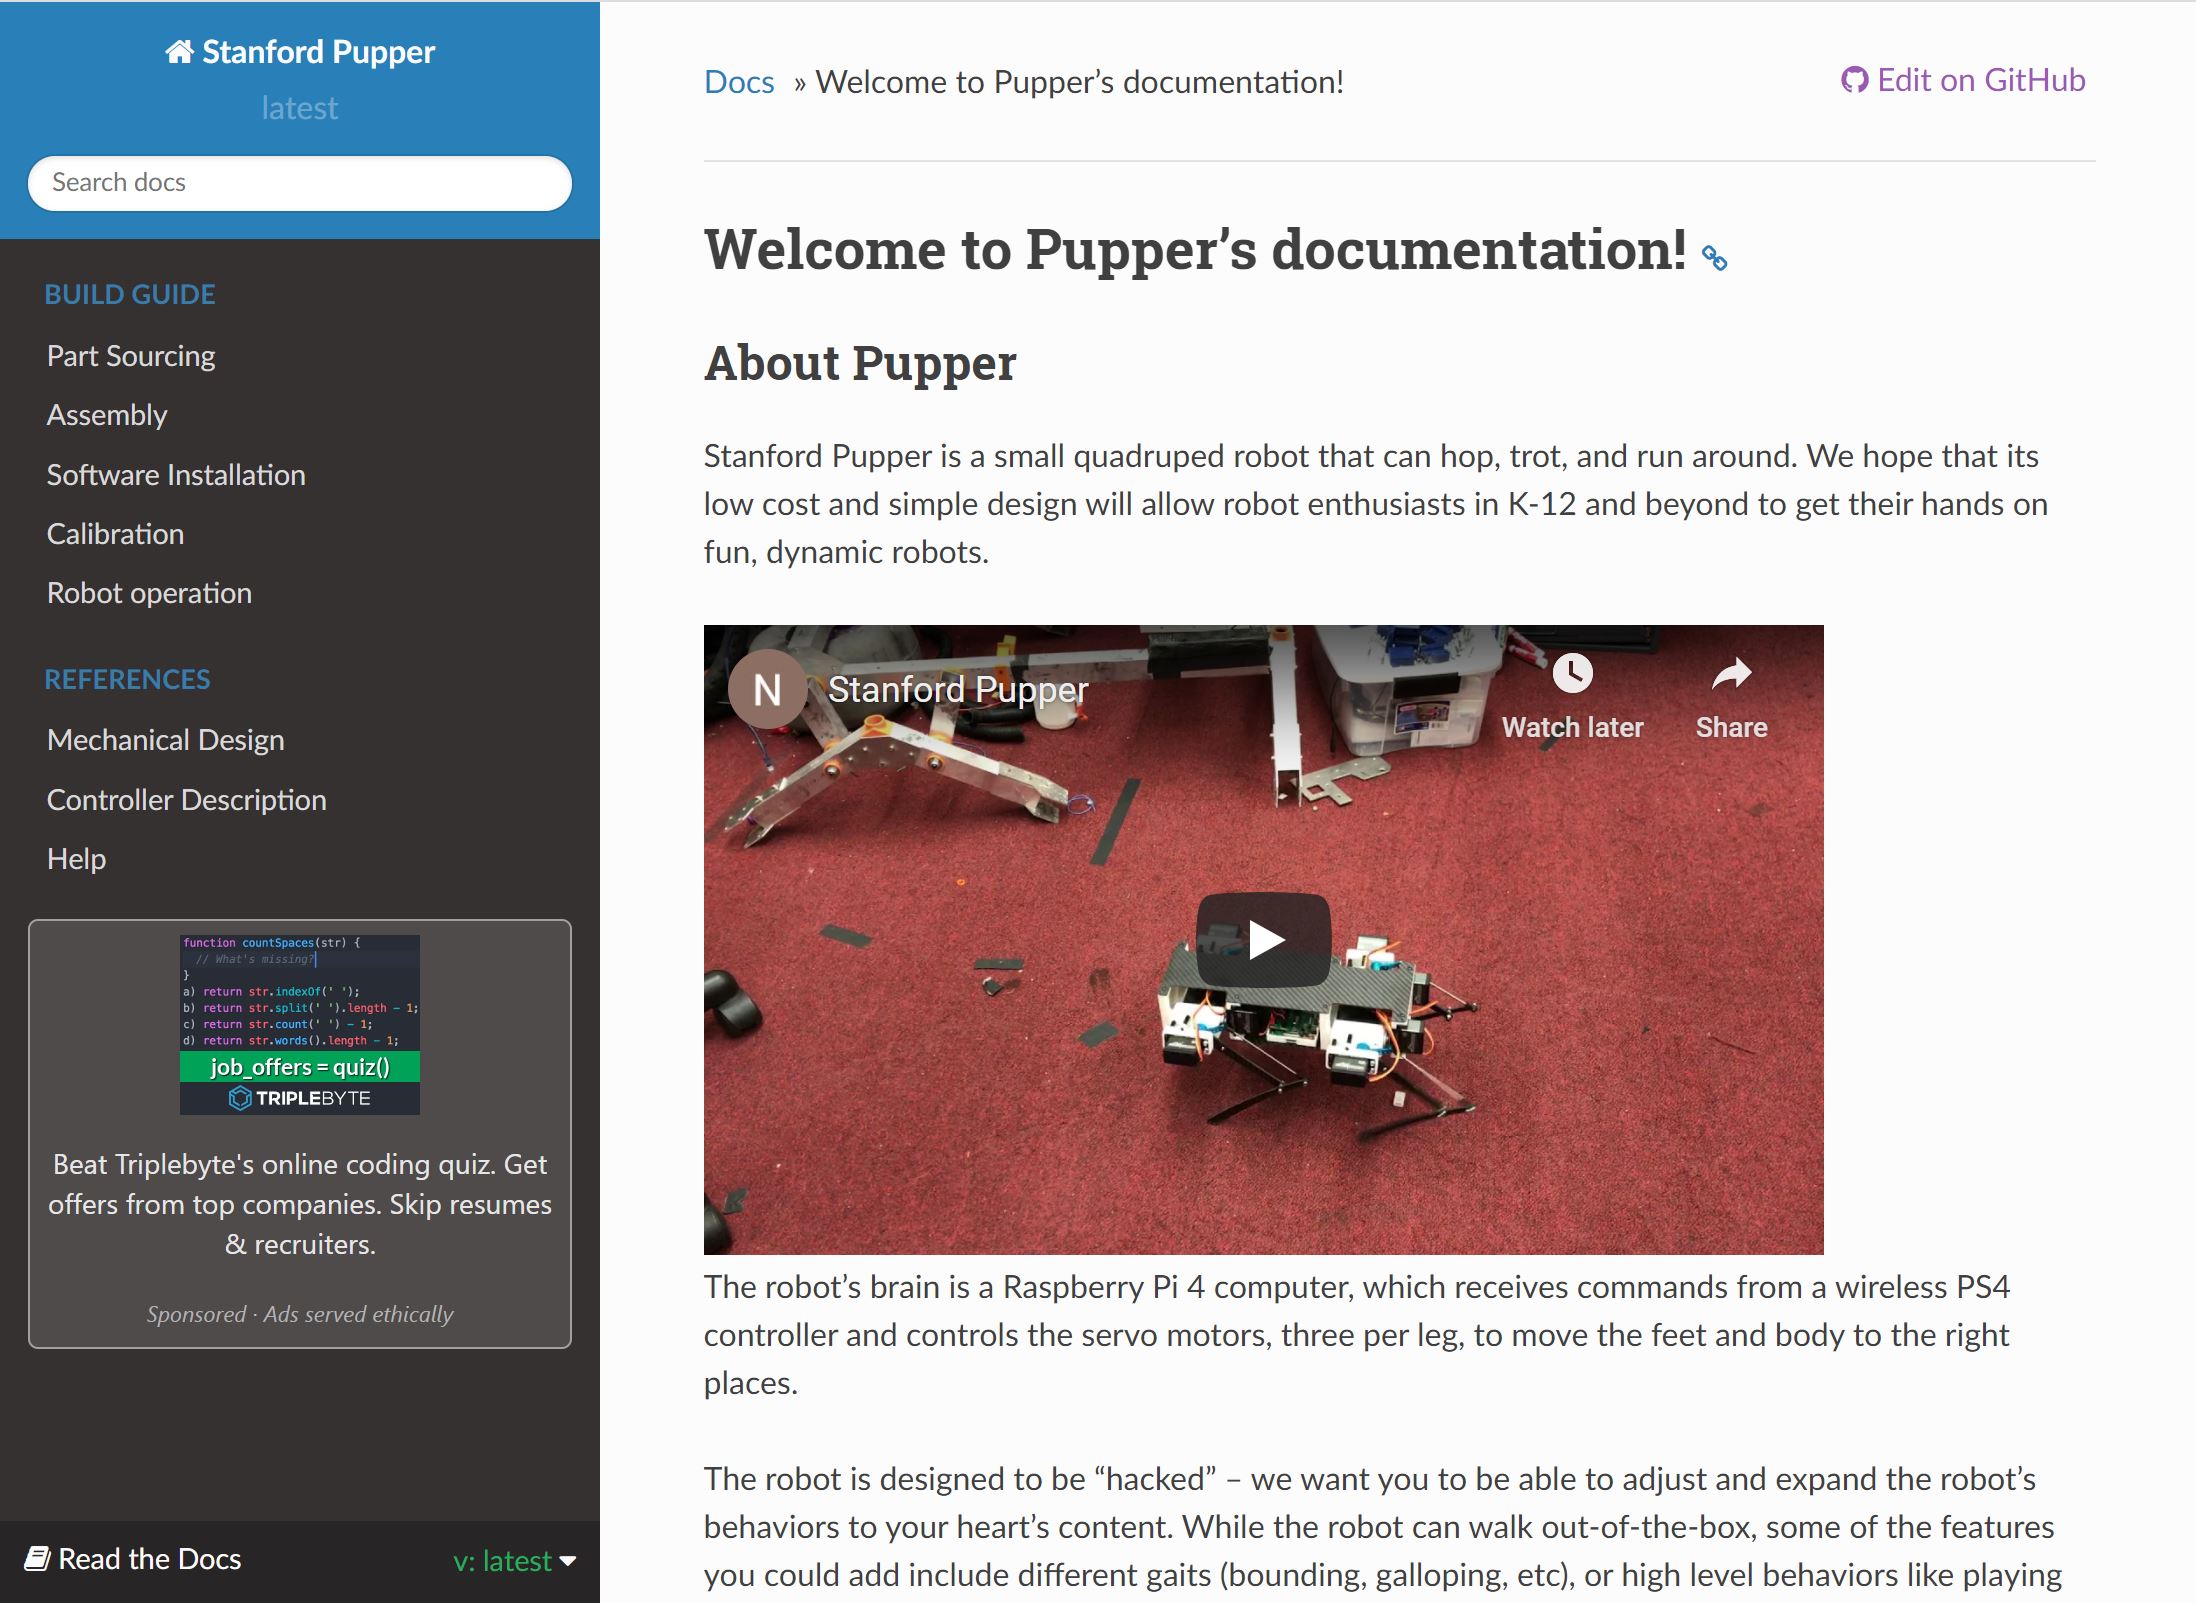 Stanford Pupper
latest
Search docs
BUILD GUIDE
Part Sourcing
Assembly
Software Installation
Calibration
Robot operation
REFERENCES
Mechanical Design
Controller Description
Help
function countSpaces(str) {
// What's missing?
}
a) return str.indexOf(' ');
b) return str.split(' ').length - 1;
c) return str.count(' ') - 1;
d) return str.words().length - 1;
job_offers = quiz()
TRIPLEBYTE
Beat Triplebyte's online coding quiz. Get
offers from top companies. Skip resumes
& recruiters.
Sponsored · Ads served ethically
Read the Docs
v: latest
Docs » Welcome to Pupper’s documentation!
Edit on GitHub
Welcome to Pupper’s documentation!
About Pupper
Stanford Pupper is a small quadruped robot that can hop, trot, and run around. We hope that its
low cost and simple design will allow robot enthusiasts in K-12 and beyond to get their hands on
fun, dynamic robots.
N
Stanford Pupper
Watch later
Share
The robot’s brain is a Raspberry Pi 4 computer, which receives commands from a wireless PS4
controller and controls the servo motors, three per leg, to move the feet and body to the right
places.
The robot is designed to be “hacked” – we want you to be able to adjust and expand the robot’s
behaviors to your heart’s content. While the robot can walk out-of-the-box, some of the features
you could add include different gaits (bounding, galloping, etc), or high level behaviors like playing